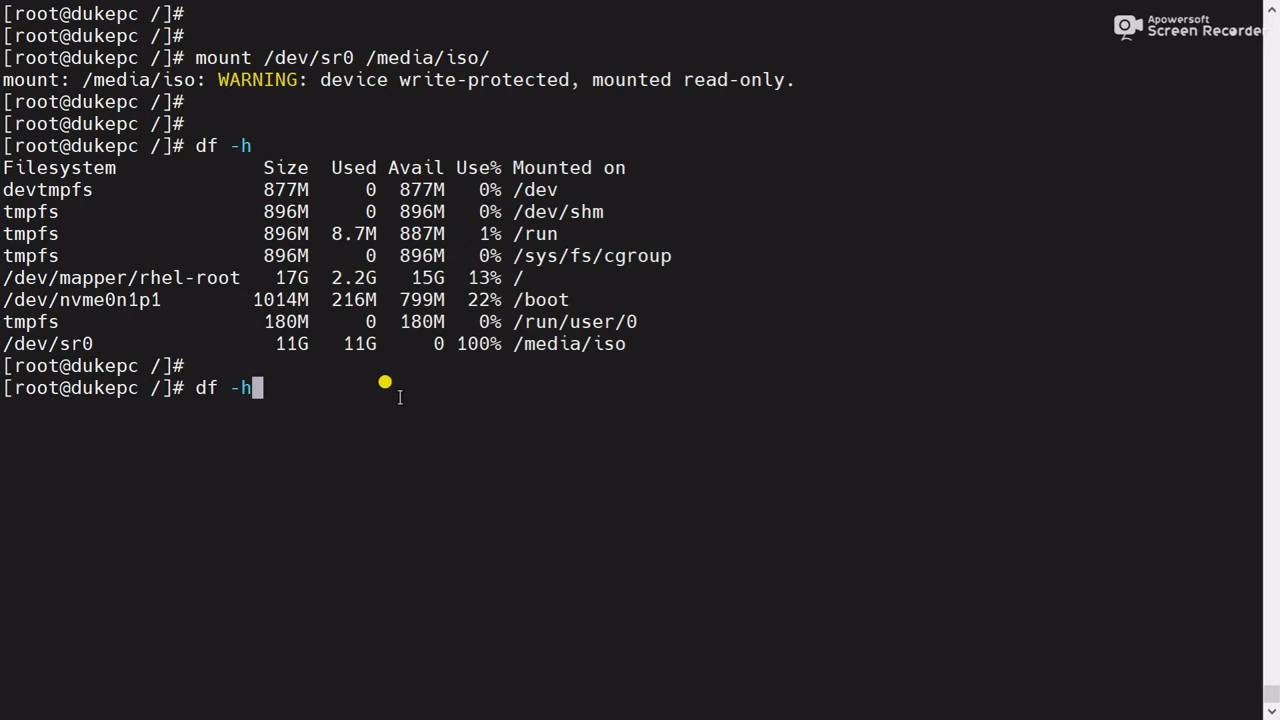 [root@dukepc /]#
[root@dukepc /]#
[root@dukepc /]# mount /dev/sr0 /media/iso/
mount: /media/iso: WARNING: device write-protected, mounted read-only.
[root@dukepc /]#
[root@dukepc /]#
[root@dukepc /]# df -h
Filesystem             Size  Used Avail Use% Mounted on
devtmpfs               877M     0  877M   0% /dev
tmpfs                  896M     0  896M   0% /dev/shm
tmpfs                  896M  8.7M  887M   1% /run
tmpfs                  896M     0  896M   0% /sys/fs/cgroup
/dev/mapper/rhel-root   17G  2.2G   15G  13% /
/dev/nvme0n1p1        1014M  216M  799M  22% /boot
tmpfs                  180M     0  180M   0% /run/user/0
/dev/sr0                11G   11G     0 100% /media/iso
[root@dukepc /]#
[root@dukepc /]# df -h
Apowersoft
Screen Recorder